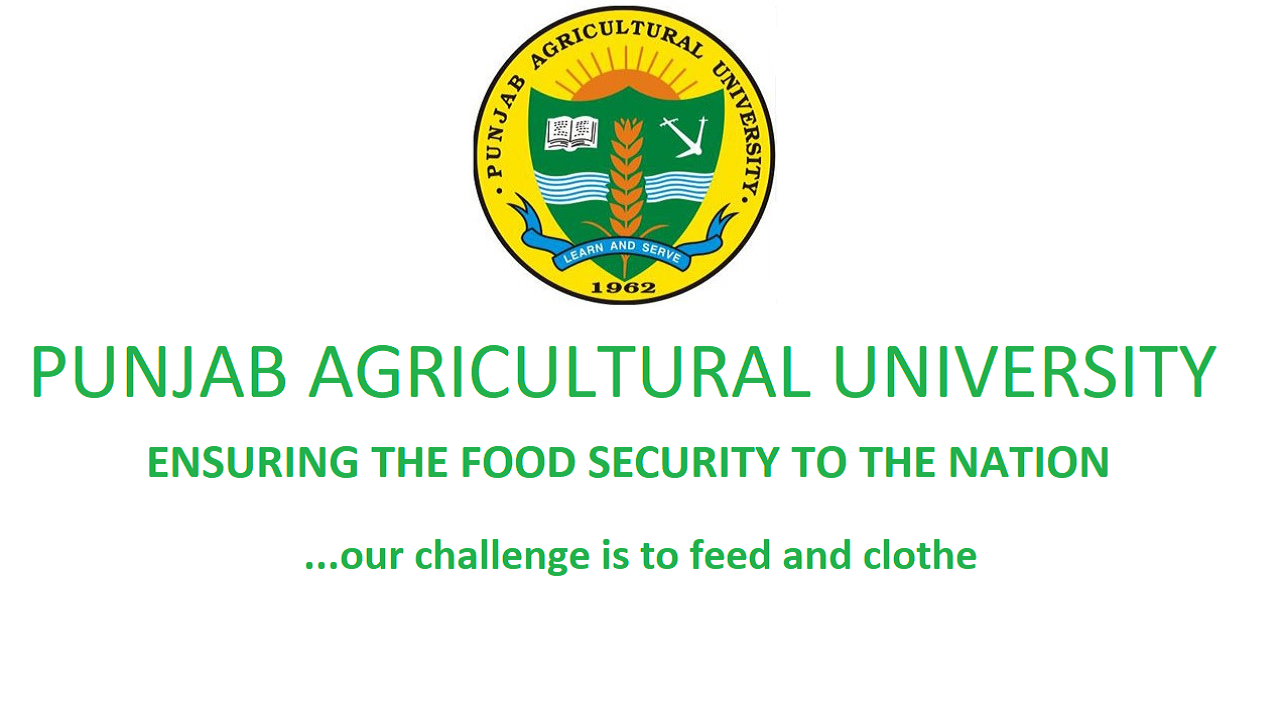 · PUNJAB AGRICULTURAL UNIVERSITY ·
LEARN AND SERVE
1962
PUNJAB AGRICULTURAL UNIVERSITY
ENSURING THE FOOD SECURITY TO THE NATION
...our challenge is to feed and clothe